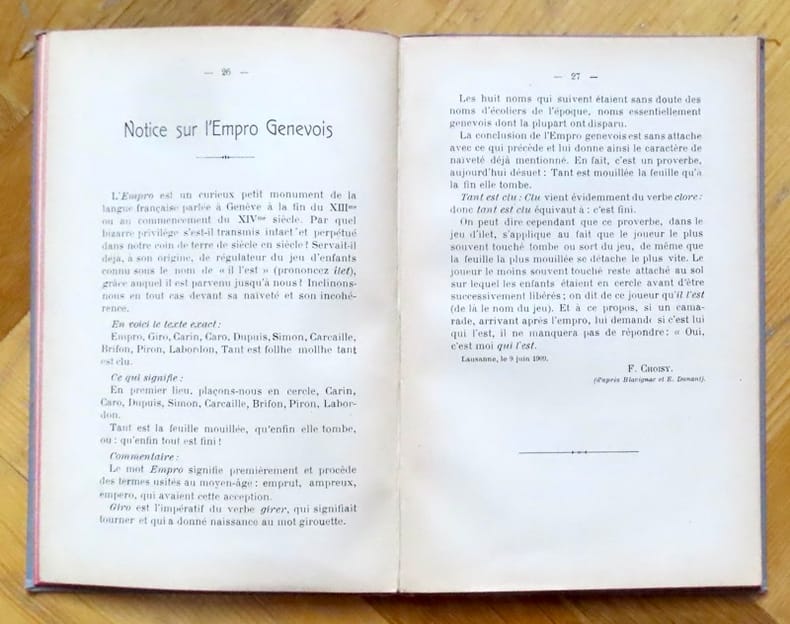 — 26 —
Notice sur l'Empro Genevois
L'Empro est un curieux petit monument de la
langue française parlée à Genève à la fin du XIIIme
ou au commencement du XIVme siècle. Par quel
bizarre privilège s'est-il transmis intact et perpétué
dans notre coin de terre de siècle en siècle? Servait-il
déjà, à son origine, de régulateur du jeu d'enfants
connu sous le nom de « il l'est » (prononcez ilet),
grâce auquel il est parvenu jusqu'à nous? Inclinons-
nous en tout cas devant sa naïveté et son incohé-
rence.
En voici le texte exact:
Empro, Giro, Carin, Caro, Dupuis, Simon, Carcaille,
Brifon, Piron, Labordon, Tant est follhe mollhe tant
est clu.
Ce qui signifie:
En premier lieu, plaçons-nous en cercle, Carin,
Caro, Dupuis, Simon, Carcaille, Brifon, Piron, Labor-
don.
Tant est la feuille mouillée, qu'enfin elle tombe,
ou: qu'enfin tout est fini!
Commentaire:
Le mot Empro signifie premièrement et procède
des termes usités au moyen-âge: emprut, ampreux,
empero, qui avaient cette acception.
Giro est l'impératif du verbe girer, qui signifiait
tourner et qui a donné naissance au mot girouette.
— 27 —
Les huit noms qui suivent étaient sans doute des
noms d'écoliers de l'époque, noms essentiellement
genevois dont la plupart ont disparu.
La conclusion de l'Empro genevois est sans attache
avec ce qui précède et lui donne ainsi le caractère de
naïveté déjà mentionné. En fait, c'est un proverbe,
aujourd'hui désuet: Tant est mouillée la feuille qu'à
la fin elle tombe.
Tant est clu: Clu vient évidemment du verbe clore:
donc tant est clu équivaut à: c'est fini.
On peut dire cependant que ce proverbe, dans le
jeu d'ilet, s'applique au fait que le joueur le plus
souvent touché tombe ou sort du jeu, de même que
la feuille la plus mouillée se détache le plus vite. Le
joueur le moins souvent touché reste attaché au sol
sur lequel les enfants étaient en cercle avant d'être
successivement libérés; on dit de ce joueur qu'il l'est
(de là le nom du jeu). Et à ce propos, si un cama-
rade, arrivant après l'empro, lui demande si c'est lui
qui l'est, il ne manquera pas de répondre: « Oui,
c'est moi qui l'est.
Lausanne, le 9 juin 1909.
F. Choisy.
(d'après Blavignac et E. Dunant).